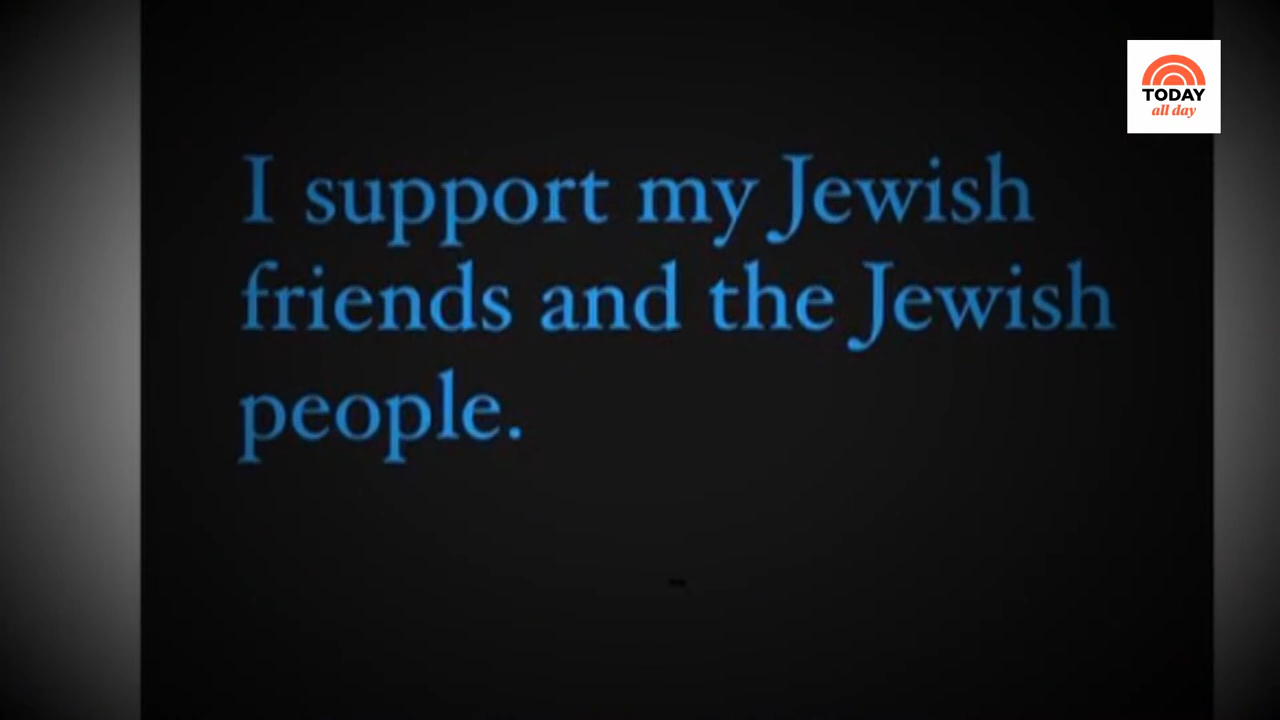 TODAY
all day
I support my Jewish
friends and the Jewish
people.